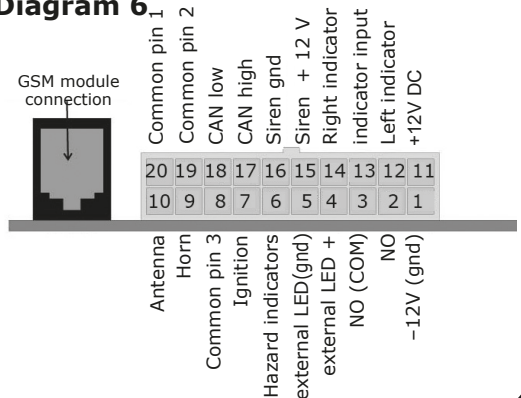 Diagram 6
GSM module
connection
Common pin 1
Common pin 2
CAN low
CAN high
Siren gnd
Siren + 12 V
Right indicator
indicator input
Left indicator
+12V DC
20 19 18 17 16 15 14 13 12 11
10 9 8 7 6 5 4 3 2 1
Antenna
Horn
Common pin 3
Ignition
Hazard indicators
external LED(gnd)
external LED +
NO (COM)
NO
−12V (gnd)